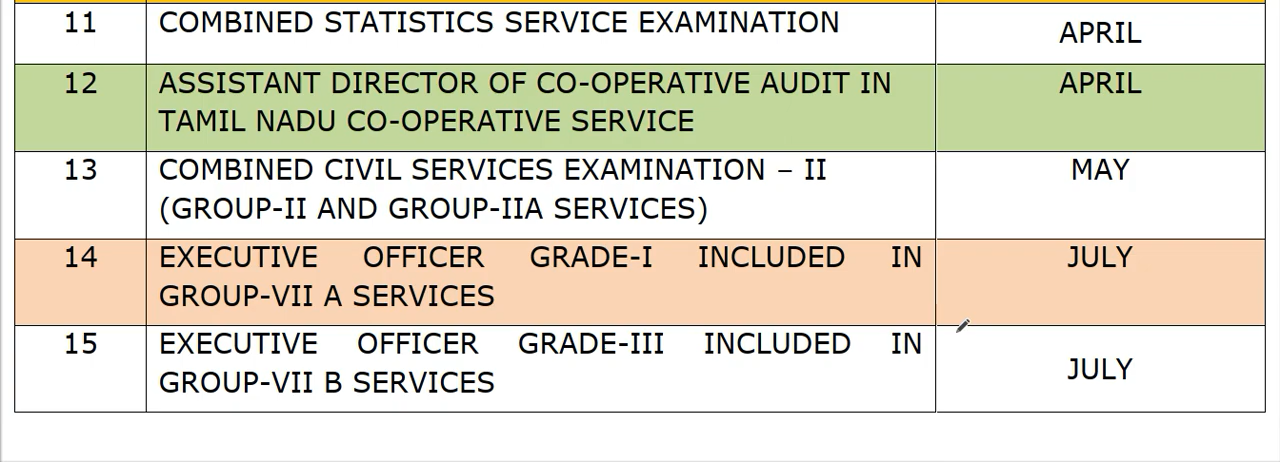 11 COMBINED STATISTICS SERVICE EXAMINATION APRIL
12 ASSISTANT DIRECTOR OF CO-OPERATIVE AUDIT IN APRIL
TAMIL NADU CO-OPERATIVE SERVICE
13 COMBINED CIVIL SERVICES EXAMINATION – II MAY
(GROUP-II AND GROUP-IIA SERVICES)
14 EXECUTIVE OFFICER GRADE-I INCLUDED IN JULY
GROUP-VII A SERVICES
15 EXECUTIVE OFFICER GRADE-III INCLUDED IN
GROUP-VII B SERVICES JULY